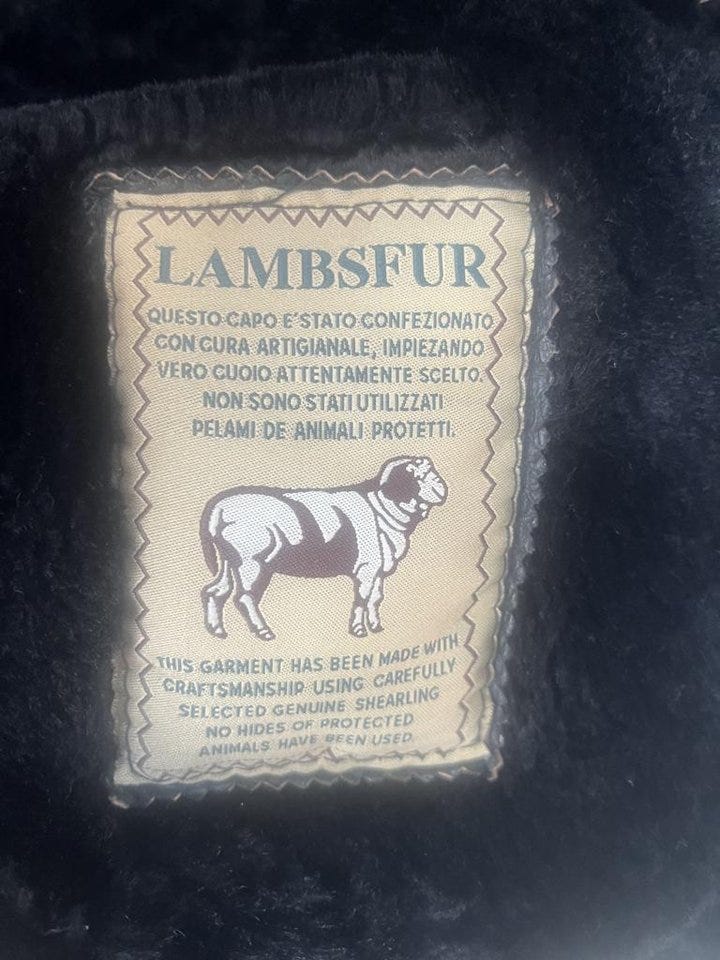 LAMBSFUR
QUESTO CAPO E'STATO CONFEZIONATO
CON CURA ARTIGIANALE, IMPIEZANDO
VERO CUOIO ATTENTAMENTE SCELTO.
NON SONO STATI UTILIZZATI
PELAMI DE ANIMALI PROTETTI.
THIS GARMENT HAS BEEN MADE WITH
CRAFTSMANSHIP USING CAREFULLY
SELECTED GENUINE SHEARLING
NO HIDES OF PROTECTED
ANIMALS HAVE BEEN USED.